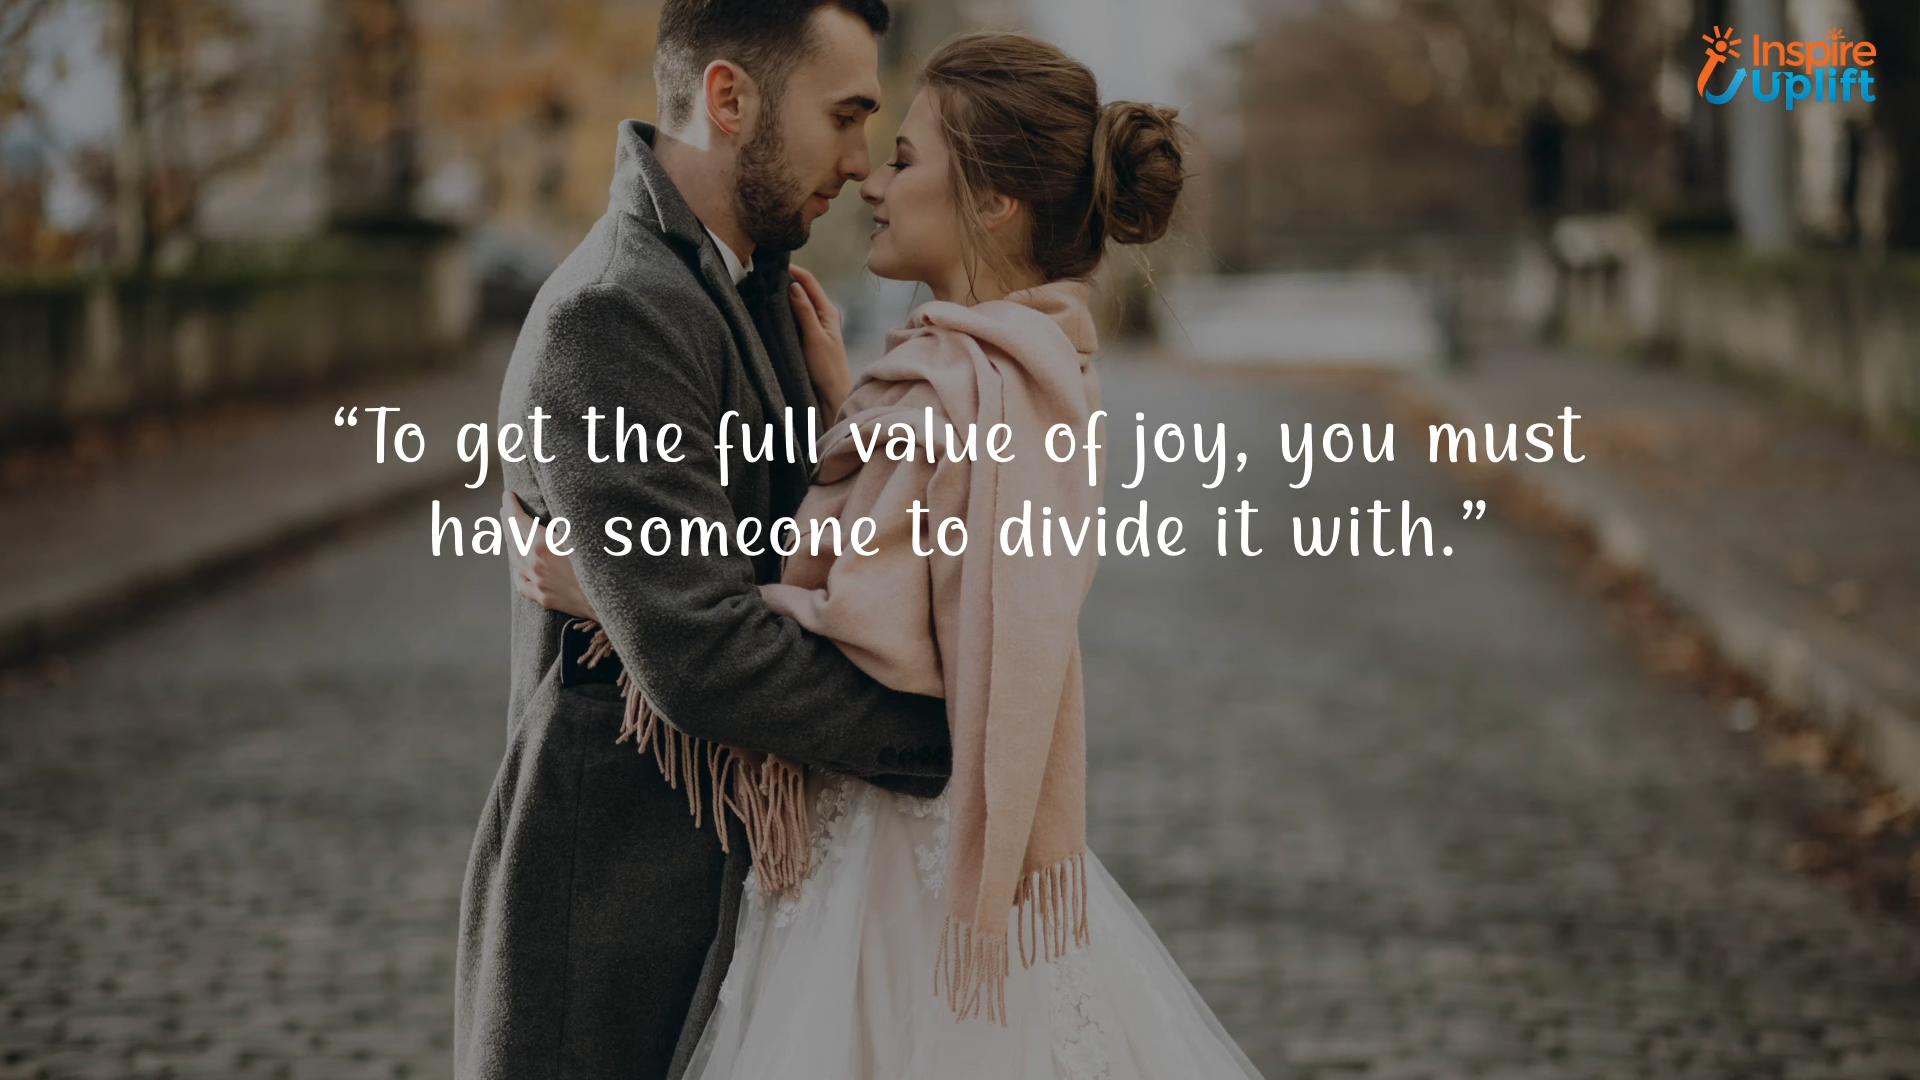 Inspire
Uplift
“To get the full value of joy, you must
have someone to divide it with.”